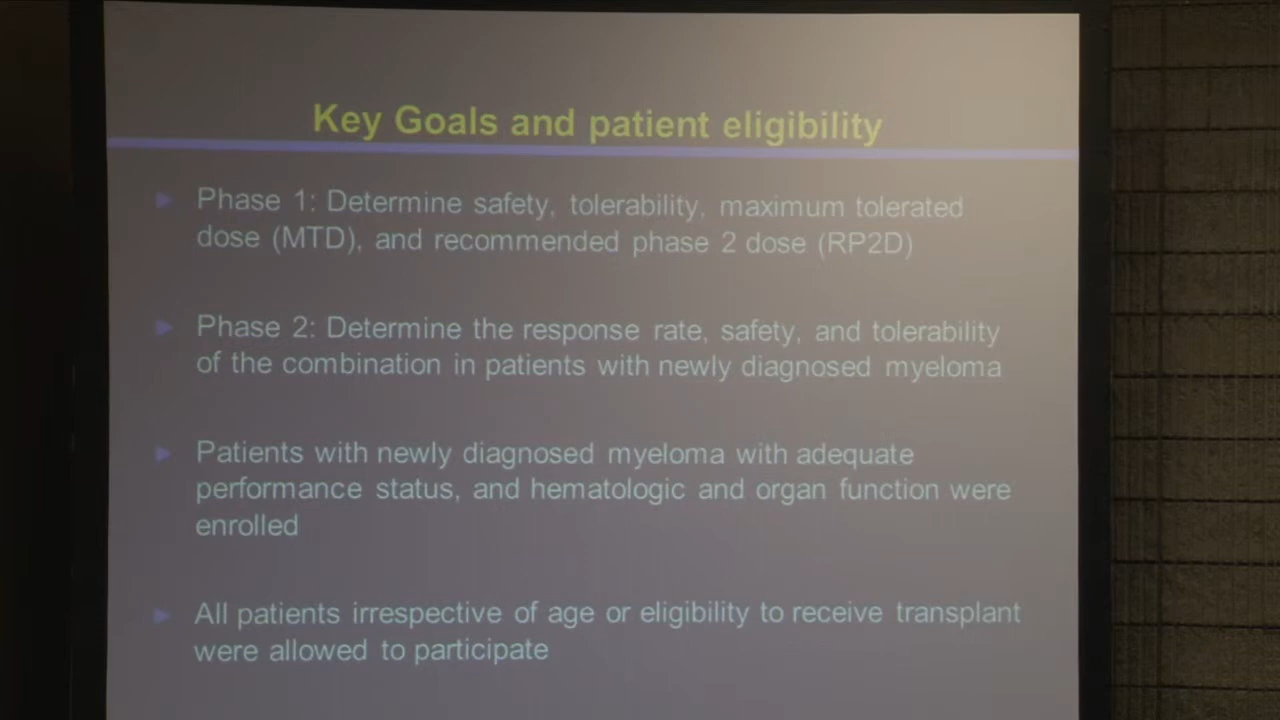 Key Goals and patient eligibility
Phase 1: Determine safety, tolerability, maximum tolerated
dose (MTD), and recommended phase 2 dose (RP2D)
Phase 2: Determine the response rate, safety, and tolerability
of the combination in patients with newly diagnosed myeloma
Patients with newly diagnosed myeloma with adequate
performance status, and hematologic and organ function were
enrolled
All patients irrespective of age or eligibility to receive transplant
were allowed to participate